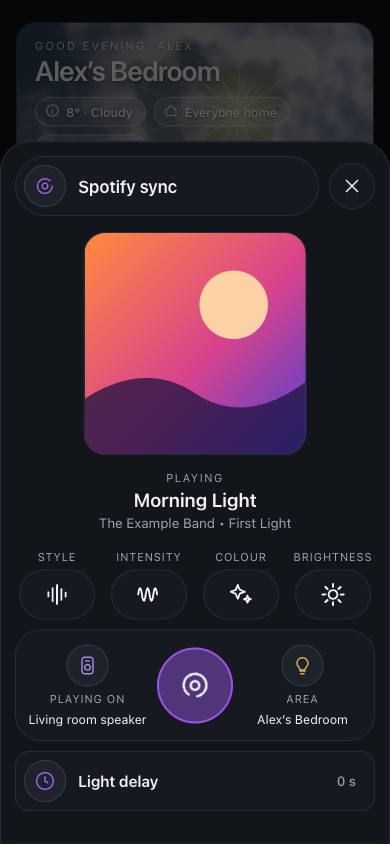 GOOD EVENING, ALEX
Alex’s Bedroom
8° · Cloudy
Everyone home
Spotify sync
PLAYING
Morning Light
The Example Band • First Light
STYLE
INTENSITY
COLOUR
BRIGHTNESS
PLAYING ON
Living room speaker
AREA
Alex’s Bedroom
Light delay
0 s